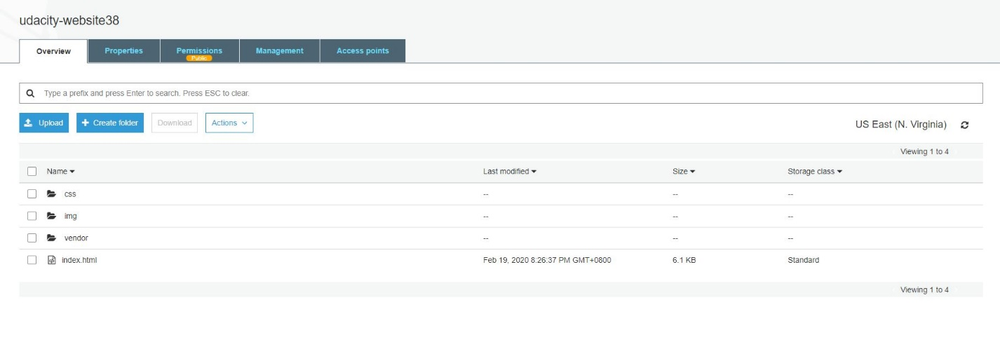 udacity-website38
Overview Properties Permissions Management Access points
Public
Type a prefix and press Enter to search. Press ESC to clear.
Upload Create folder Download Actions US East (N. Virginia)
Viewing 1 to 4
Name Last modified Size Storage class
css -- -- --
img -- -- --
vendor -- -- --
index.html Feb 19, 2020 8:26:37 PM GMT+0800 6.1 KB Standard
Viewing 1 to 4